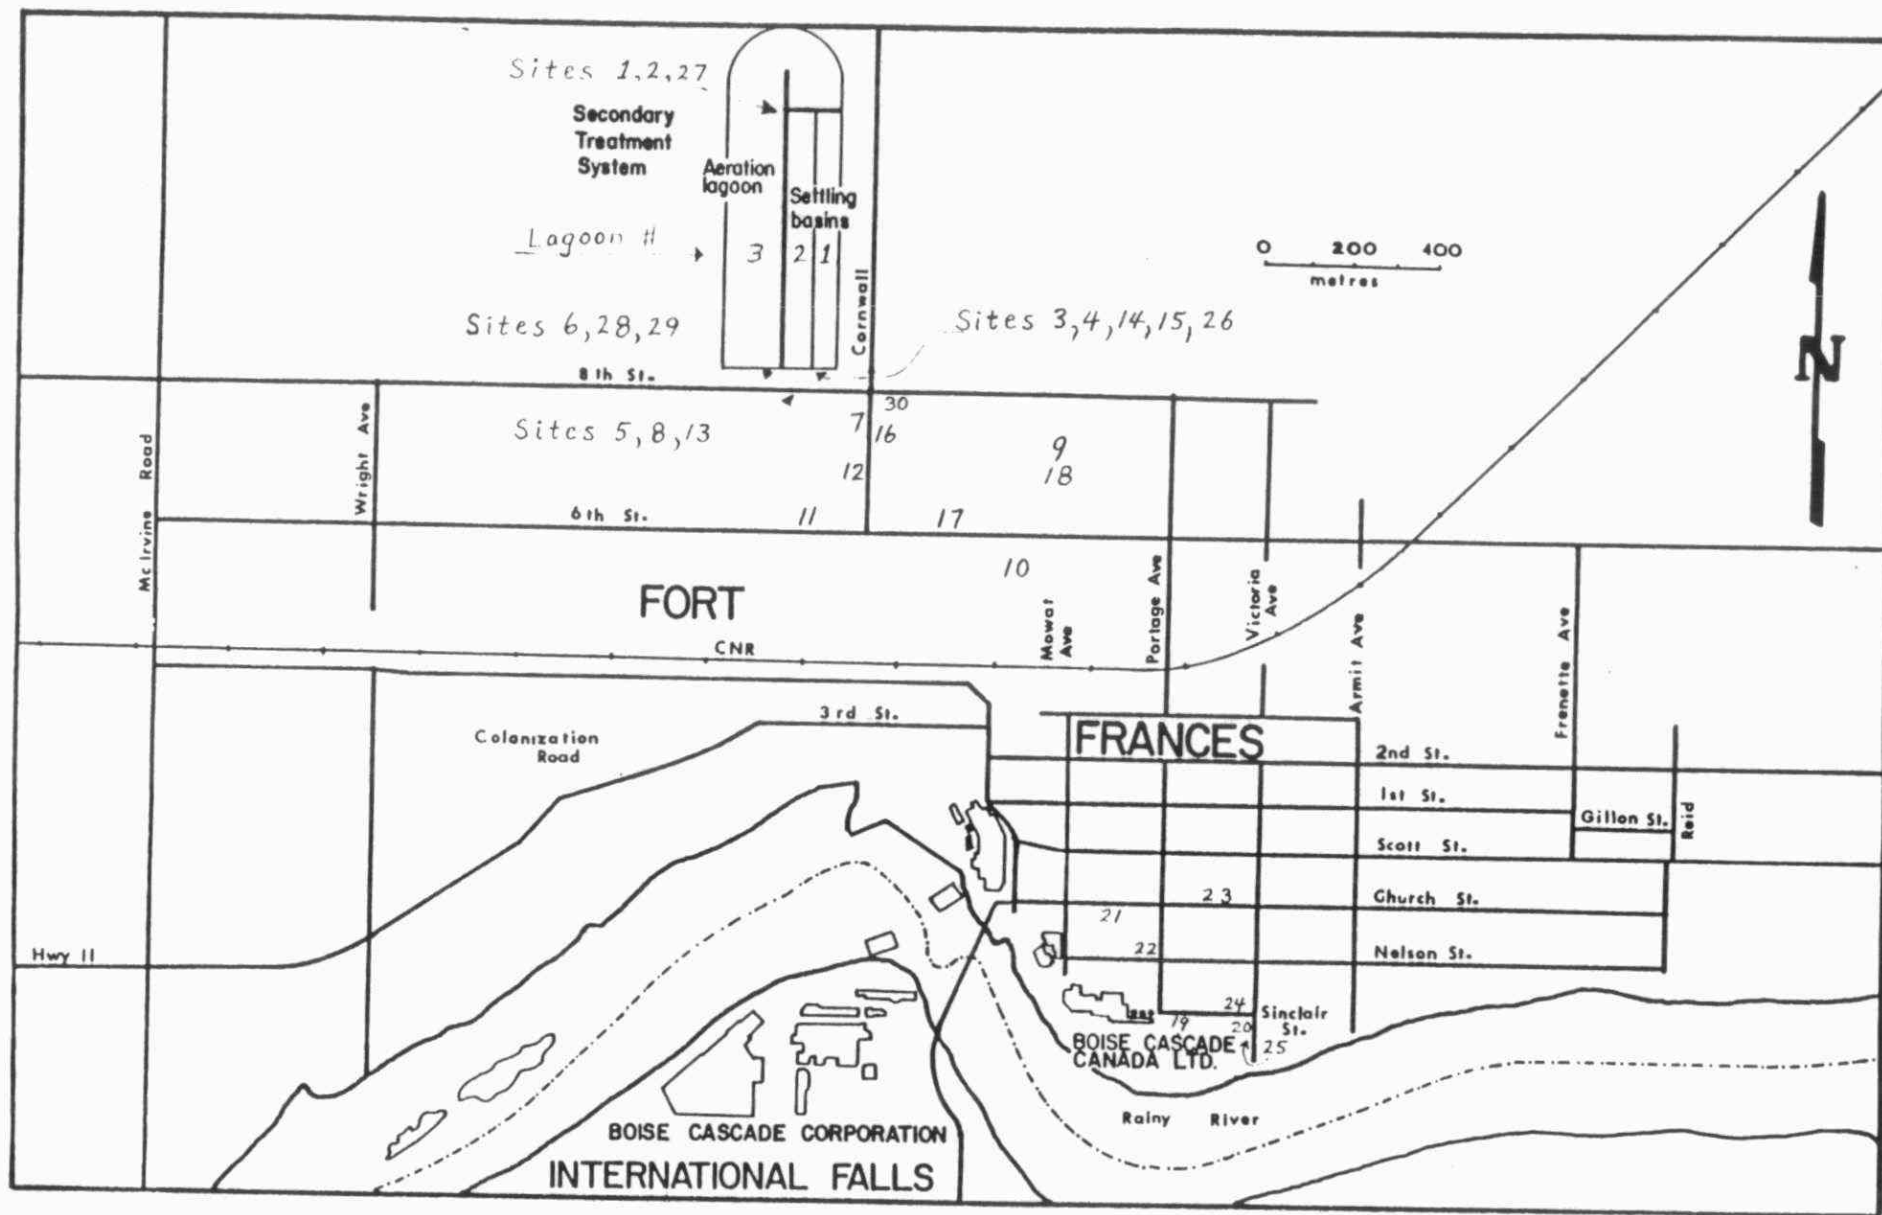 Sites 1,2,27
Secondary
Treatment
System
Aeration
lagoon
Settling
basins
Lagoon #
3
2
1
Cornwall
0 200 400
metres
N
Sites 6,28,29
Sites 3,4,14,15,26
8th St.
30
7
16
Sites 5,8,13
9
18
12
Wright Ave
Mc Irvine Road
6th St.
11
17
10
FORT
CNR
Mowat
Ave
Portage Ave
Victoria
Ave
Armit Ave
Frenette Ave
3rd St.
Colonization
Road
FRANCES
2nd St.
1st St.
Gillon St.
Reid
Scott St.
23
Church St.
21
22
Nelson St.
Hwy 11
24
Sinclair
St.
19
20
25
BOISE CASCADE
CANADA LTD.
Rainy River
BOISE CASCADE CORPORATION
INTERNATIONAL FALLS